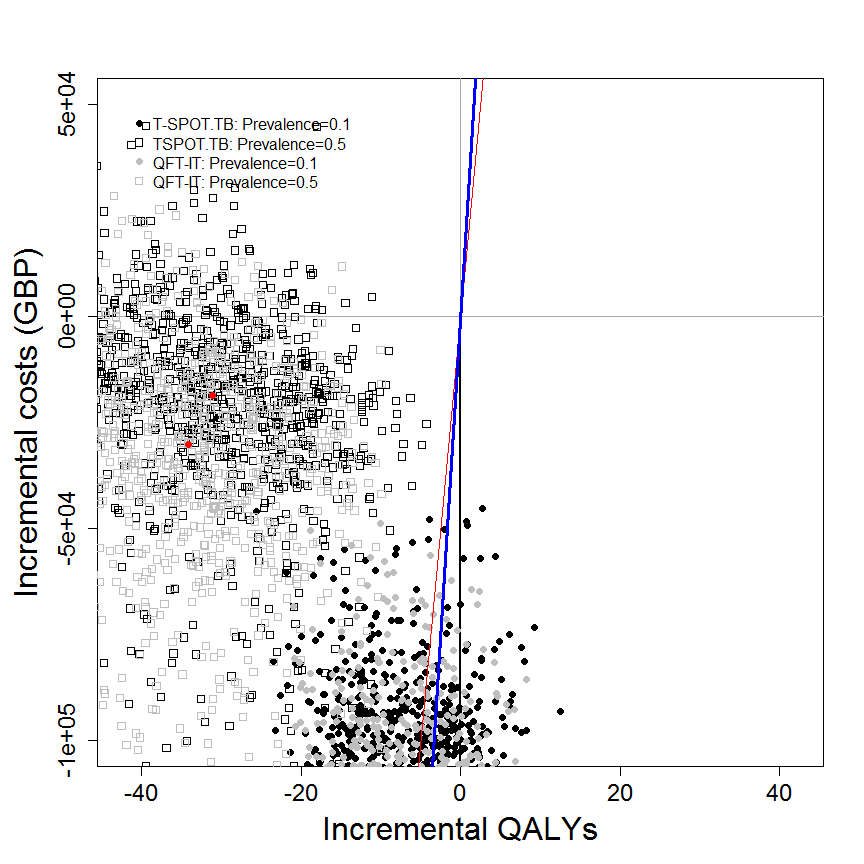 5e+04
T-SPOT.TB: Prevalence=0.1
TSPOT.TB: Prevalence=0.5
QFT-IT: Prevalence=0.1
QFT-IT: Prevalence=0.5
0e+00
-5e+04
-1e+05
Incremental costs (GBP)
-40 -20 0 20 40
Incremental QALYs